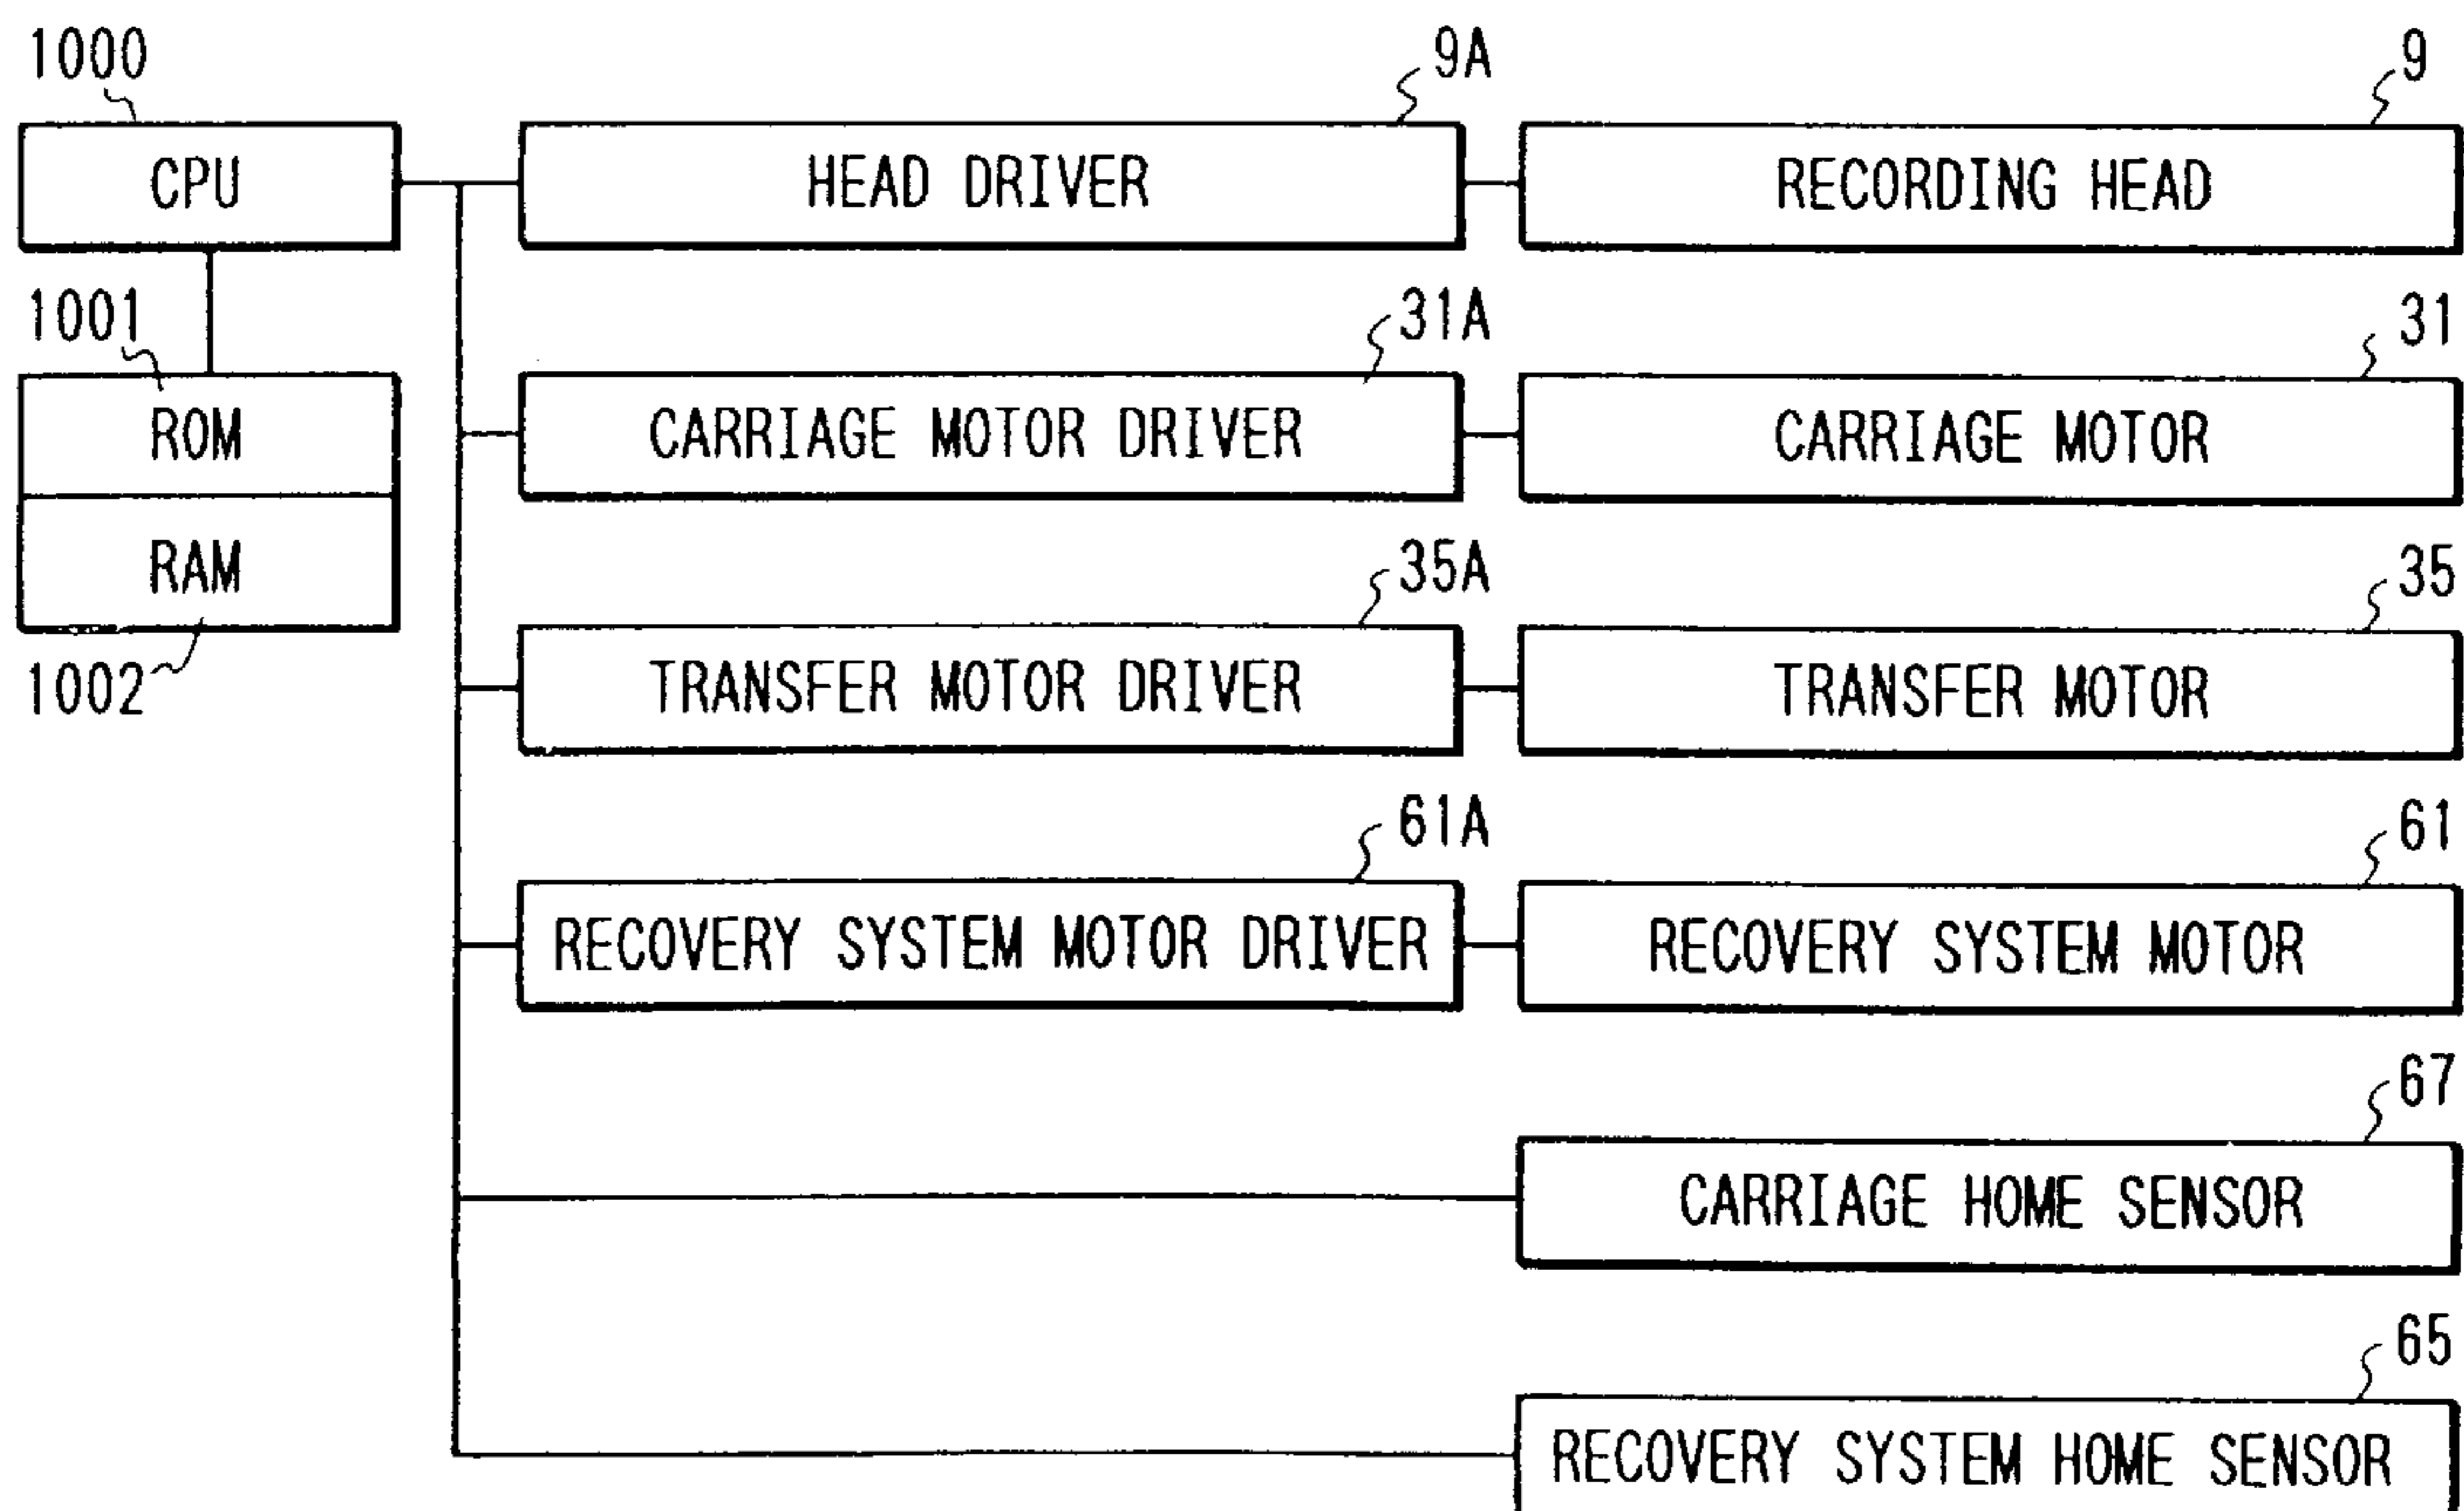 1000
9A
9
CPU
HEAD DRIVER
RECORDING HEAD
1001
31A
31
ROM
CARRIAGE MOTOR DRIVER
CARRIAGE MOTOR
RAM
35A
35
1002
TRANSFER MOTOR DRIVER
TRANSFER MOTOR
61A
61
RECOVERY SYSTEM MOTOR DRIVER
RECOVERY SYSTEM MOTOR
67
CARRIAGE HOME SENSOR
65
RECOVERY SYSTEM HOME SENSOR